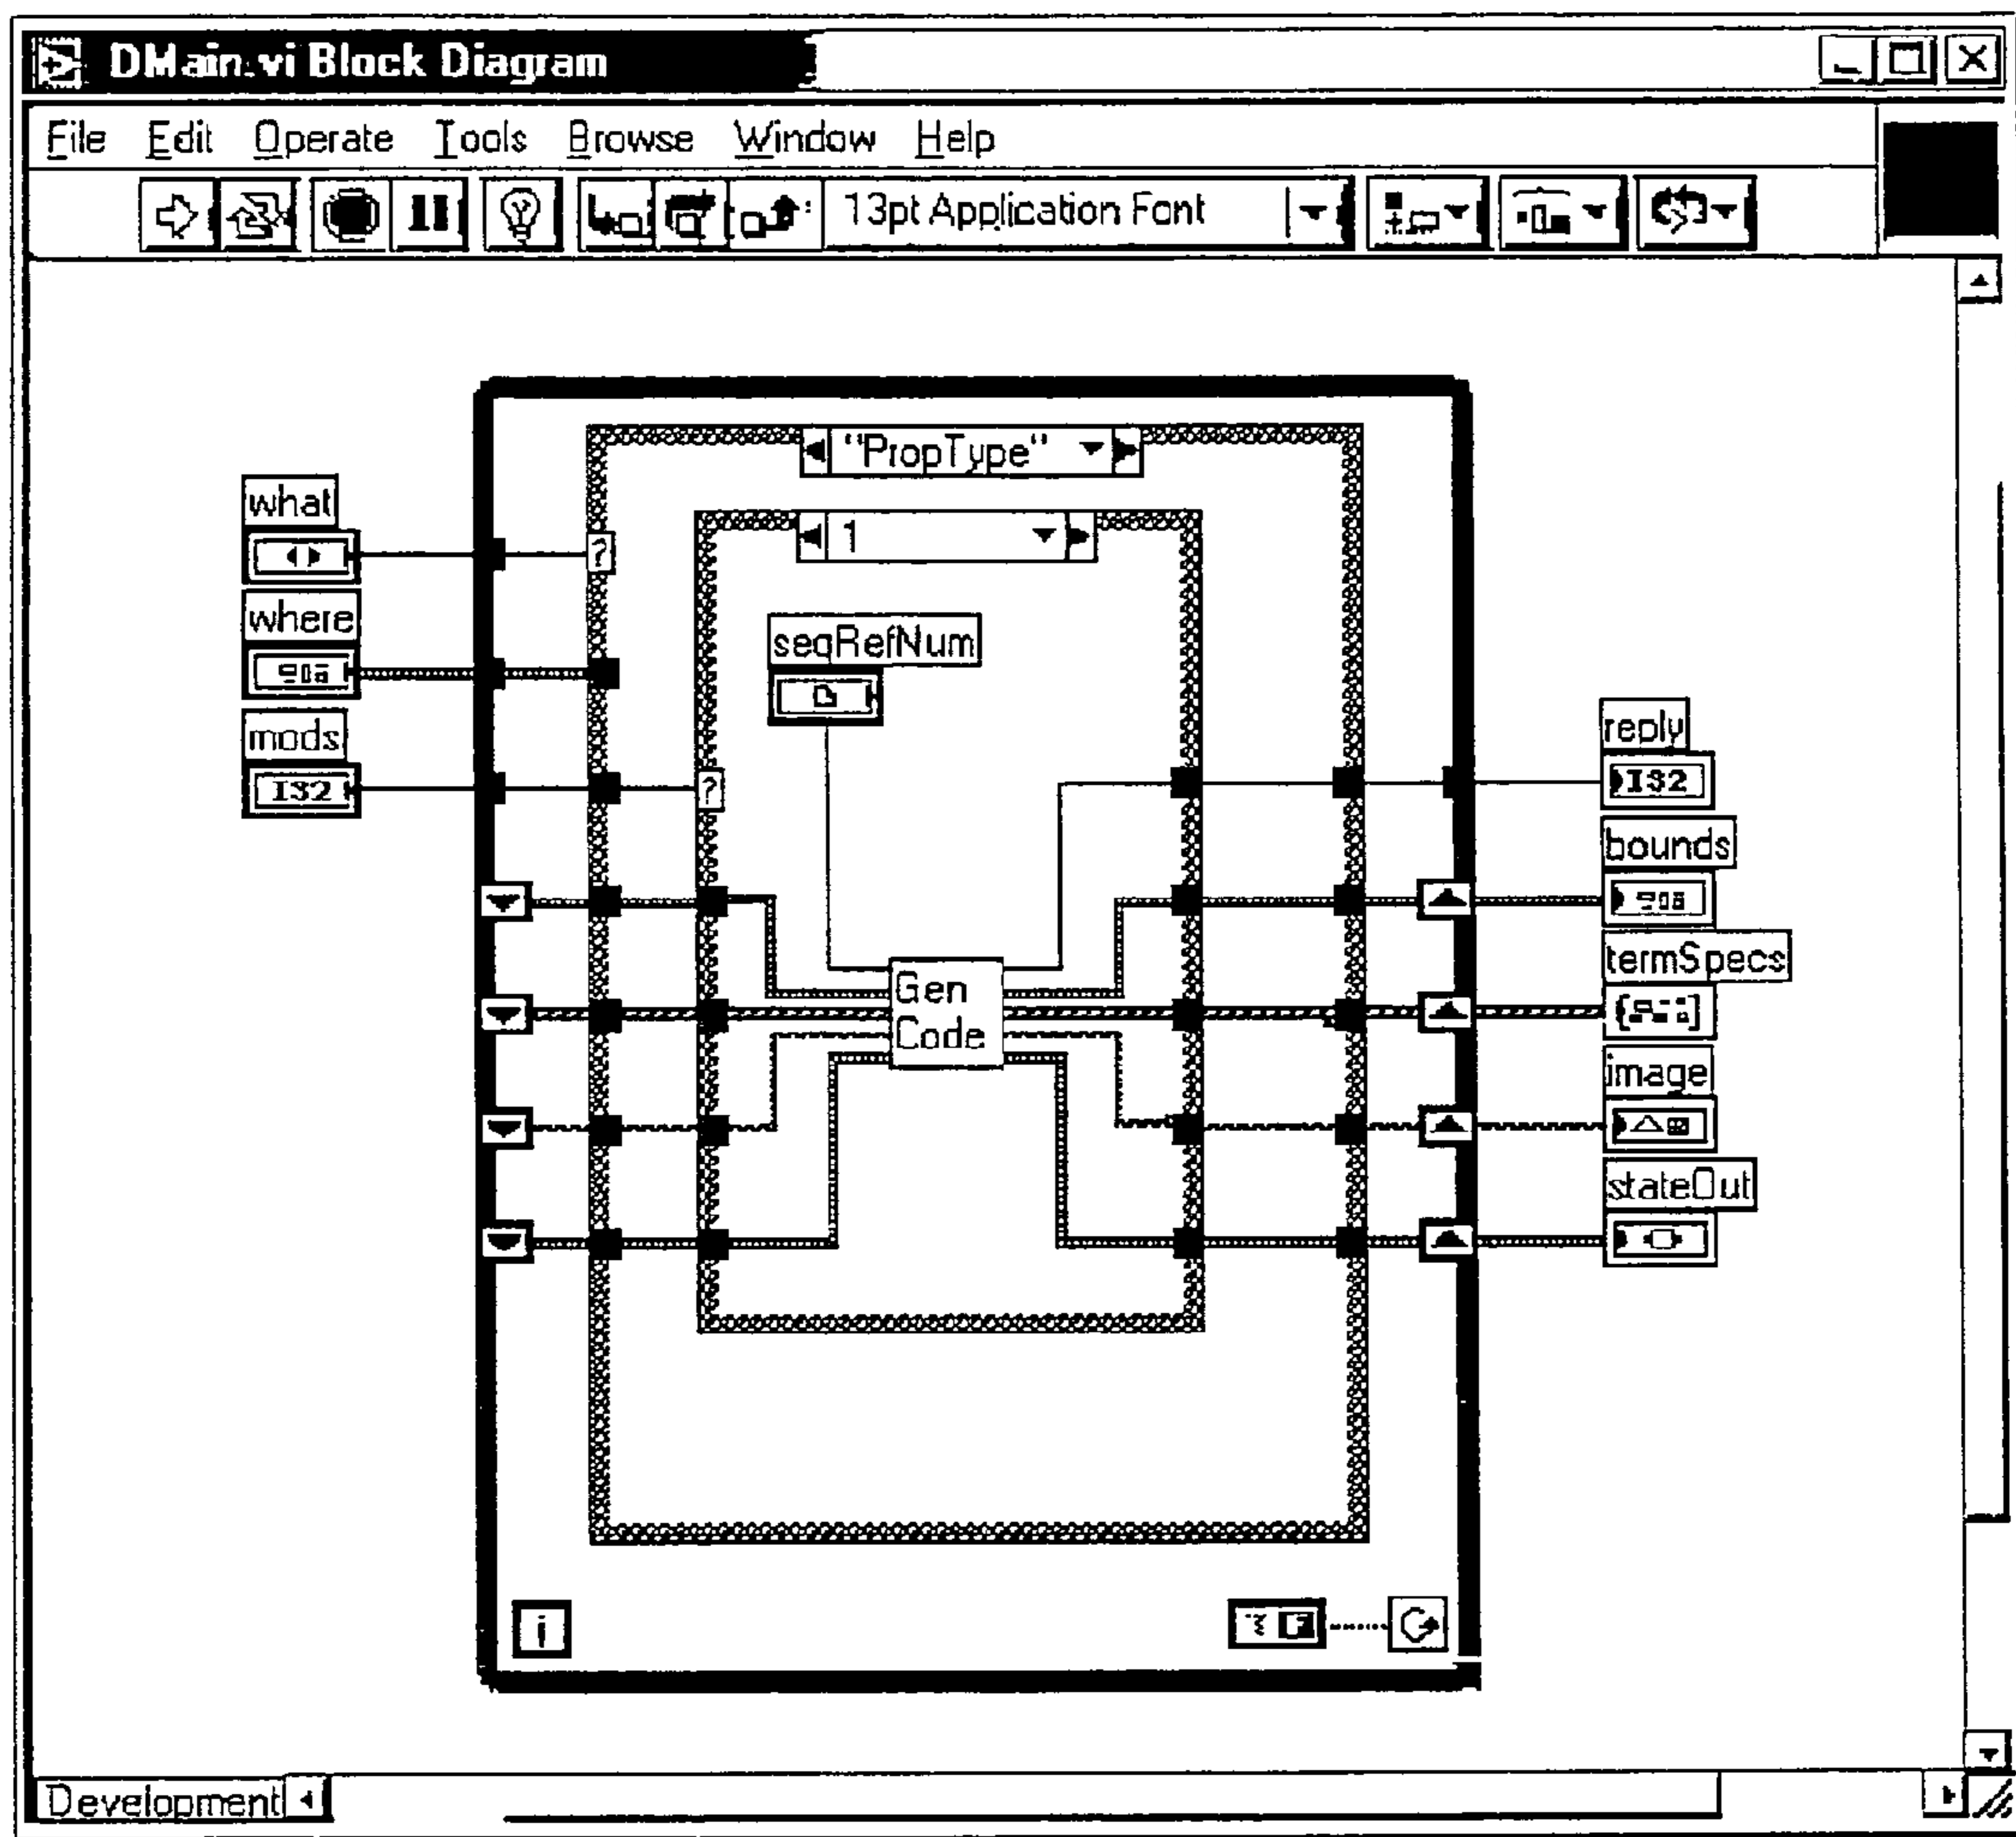 DMain.vi Block Diagram
File Edit Operate Tools Browse Window Help
13pt Application Font
"PropType"
1
what
where
mods
I32
seqRefNum
?
?
Gen
Code
reply
I32
bounds
termSpecs
image
stateOut
i
F
Development